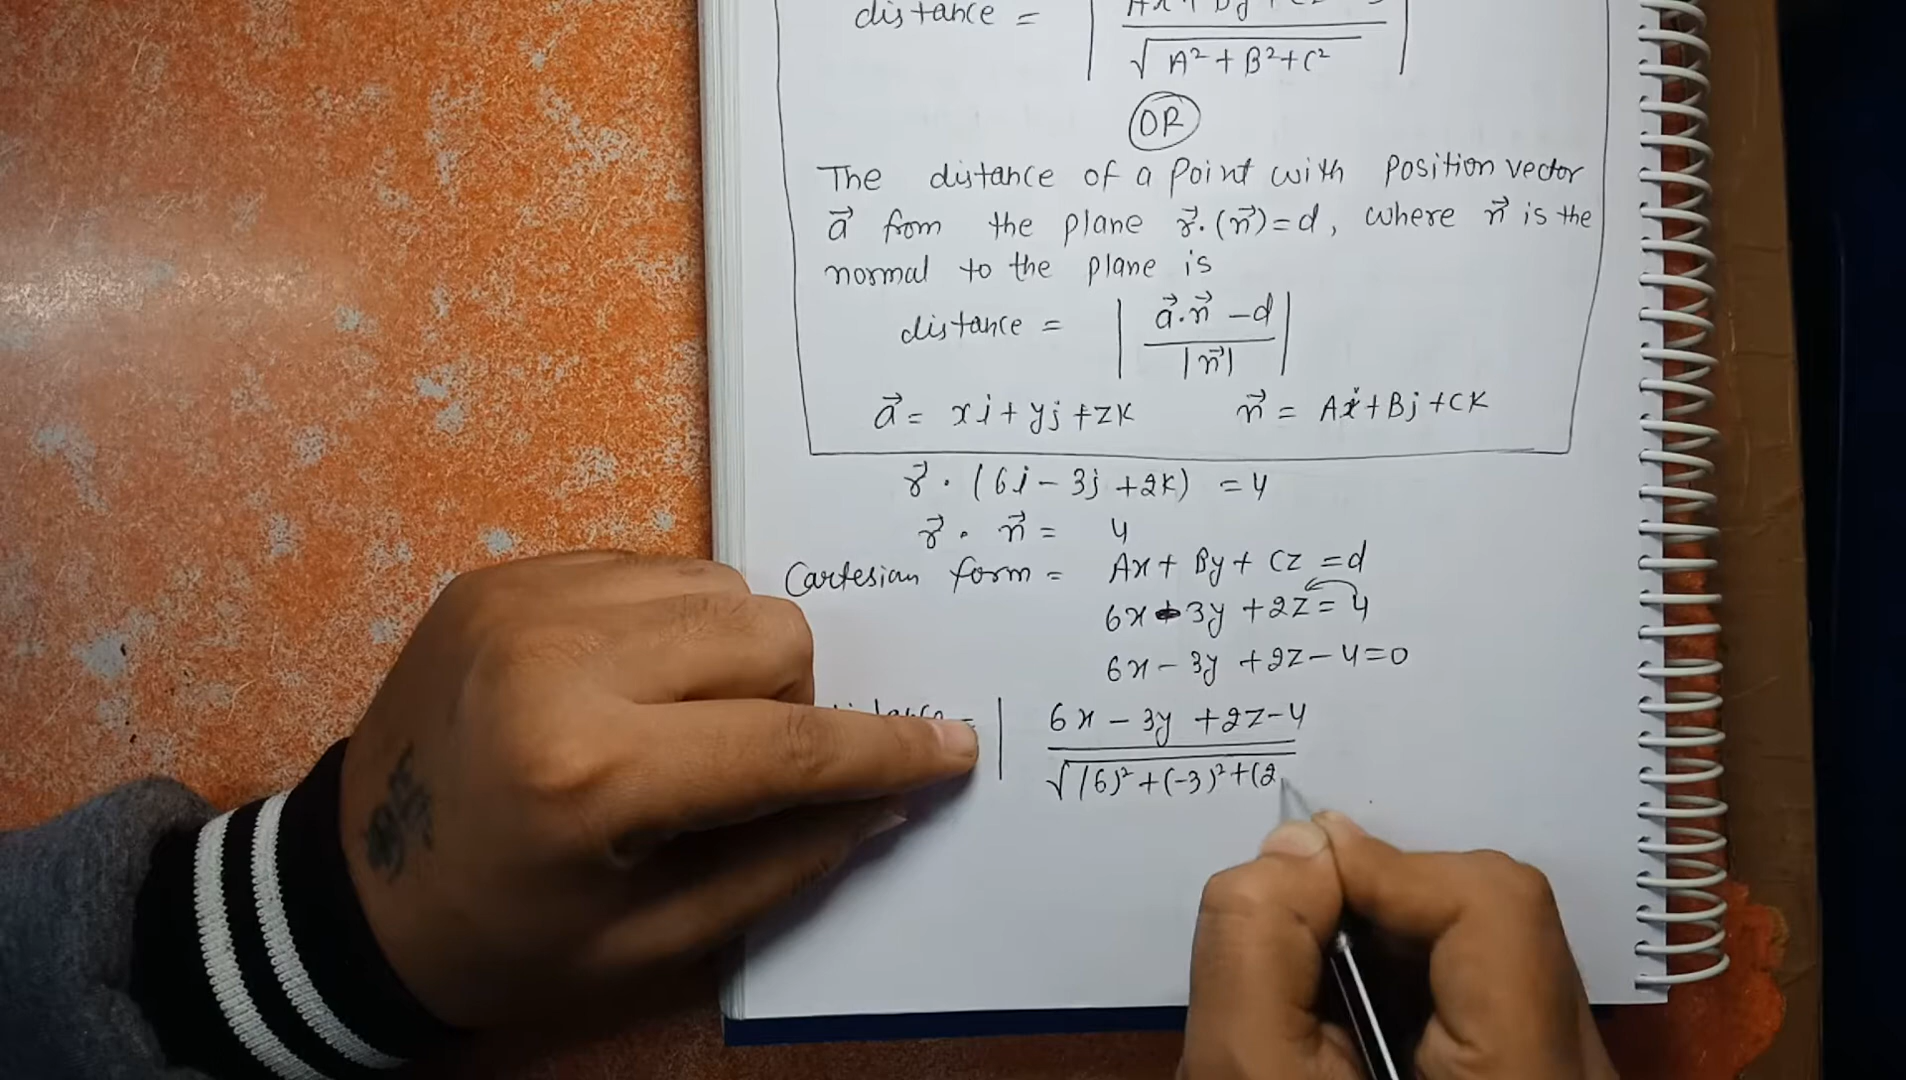 distance =
√A²+B²+C²
OR
The distance of a Point with Position vector
a⃗ from the plane r⃗.(n⃗)=d, where n⃗ is the
normal to the plane is
distance = | a⃗.n⃗ -d / |n⃗| |
a⃗ = xi+yj+zk n⃗ = Ai+Bj+Ck
r⃗ . (6i-3j+2k) =4
r⃗ . n⃗ = 4
Cartesian form = Ax+By+Cz=d
6x-3y+2z=4
6x-3y+2z-4=0
= | 6x-3y+2z-4
√(6)²+(-3)²+(2